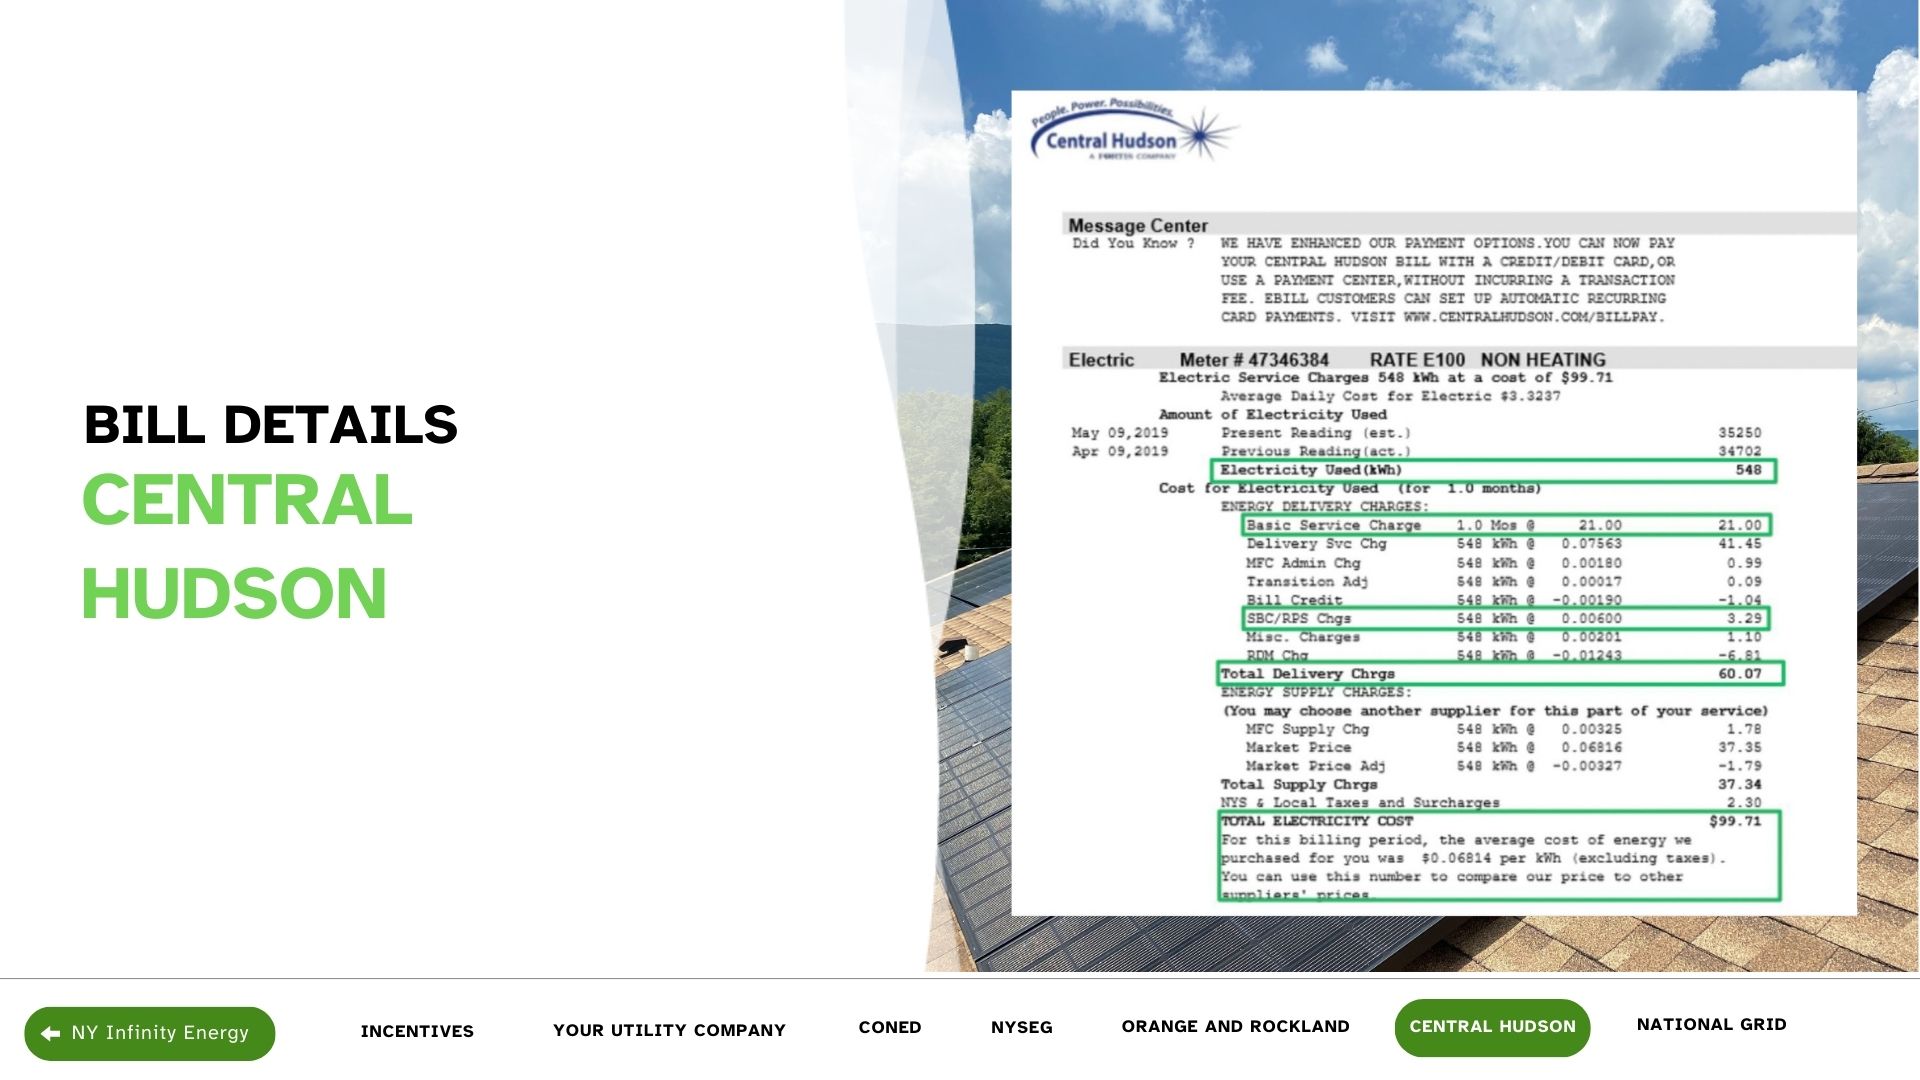 BILL DETAILS
CENTRAL
HUDSON
People. Power. Possibilities.
Central Hudson
A FORTIS COMPANY
Message Center
Did You Know ? WE HAVE ENHANCED OUR PAYMENT OPTIONS.YOU CAN NOW PAY
YOUR CENTRAL HUDSON BILL WITH A CREDIT/DEBIT CARD,OR
USE A PAYMENT CENTER,WITHOUT INCURRING A TRANSACTION
FEE. EBILL CUSTOMERS CAN SET UP AUTOMATIC RECURRING
CARD PAYMENTS. VISIT WWW.CENTRALHUDSON.COM/BILLPAY.
Electric Meter # 47346384 RATE E100 NON HEATING
Electric Service Charges 548 kWh at a cost of $99.71
Average Daily Cost for Electric $3.3237
Amount of Electricity Used
May 09,2019 Present Reading (est.) 35250
Apr 09,2019 Previous Reading(act.) 34702
Electricity Used(kWh) 548
Cost for Electricity Used (for 1.0 months)
ENERGY DELIVERY CHARGES:
Basic Service Charge 1.0 Mos @ 21.00 21.00
Delivery Svc Chg 548 kWh @ 0.07563 41.45
MFC Admin Chg 548 kWh @ 0.00180 0.99
Transition Adj 548 kWh @ 0.00017 0.09
Bill Credit 548 kWh @ -0.00190 -1.04
SBC/RPS Chgs 548 kWh @ 0.00600 3.29
Misc. Charges 548 kWh @ 0.00201 1.10
RDM Chg 548 kWh @ -0.01243 -6.81
Total Delivery Chrgs 60.07
ENERGY SUPPLY CHARGES:
(You may choose another supplier for this part of your service)
MFC Supply Chg 548 kWh @ 0.00325 1.78
Market Price 548 kWh @ 0.06816 37.35
Market Price Adj 548 kWh @ -0.00327 -1.79
Total Supply Chrgs 37.34
NYS & Local Taxes and Surcharges 2.30
TOTAL ELECTRICITY COST $99.71
For this billing period, the average cost of energy we
purchased for you was $0.06814 per kWh (excluding taxes).
You can use this number to compare our price to other
suppliers' prices.
NY Infinity Energy INCENTIVES YOUR UTILITY COMPANY CONED NYSEG ORANGE AND ROCKLAND CENTRAL HUDSON NATIONAL GRID